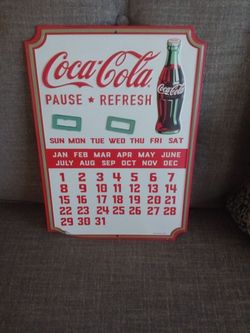 Coca-Cola
PAUSE ★ REFRESH
Coca-Cola
SUN MON TUE WED THU FRI SAT
JAN FEB MAR APR MAY JUNE
JULY AUG SEP OCT NOV DEC
1 2 3 4 5 6 7
8 9 10 11 12 13 14
15 16 17 18 19 20 21
22 23 24 25 26 27 28
29 30 31